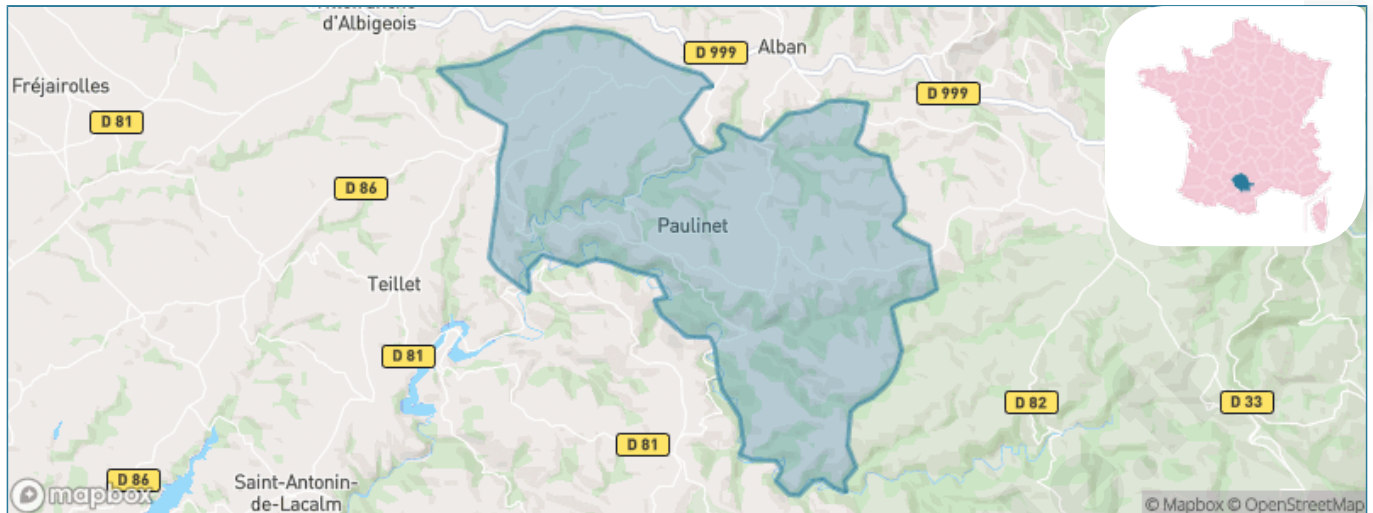 d'Albigeois
D 999
Alban
Fréjairolles
D 999
D 81
D 86
Paulinet
Teillet
D 81
D 82
D 33
D 81
D 86
Saint-Antonin-
de-Lacalm
mapbox
© Mapbox © OpenStreetMap